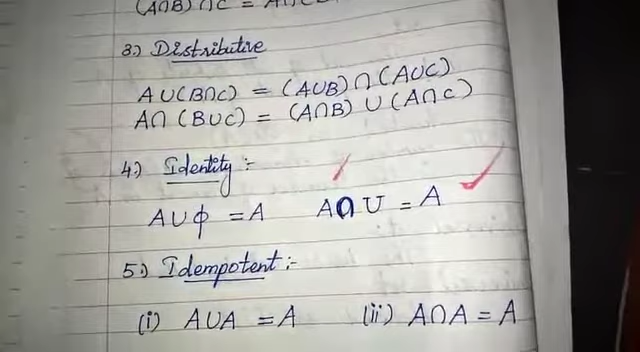 (A∩B)∩C = A∩
3.) Distributive
A∪(B∩C) = (A∪B)∩(A∪C)
A∩(B∪C) = (A∩B)∪(A∩C)
4.) Identity :-
A∪ϕ = A A∩U = A
5.) Idempotent :-
(i) A∪A = A (ii) A∩A = A